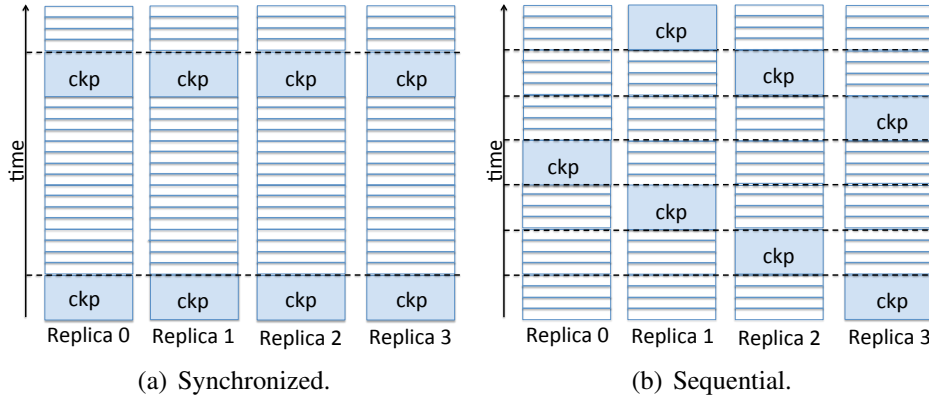 time
ckp ckp ckp ckp
ckp ckp ckp ckp
Replica 0 Replica 1 Replica 2 Replica 3
(a) Synchronized.
time
ckp
ckp
ckp
ckp
ckp
ckp
ckp
Replica 0 Replica 1 Replica 2 Replica 3
(b) Sequential.